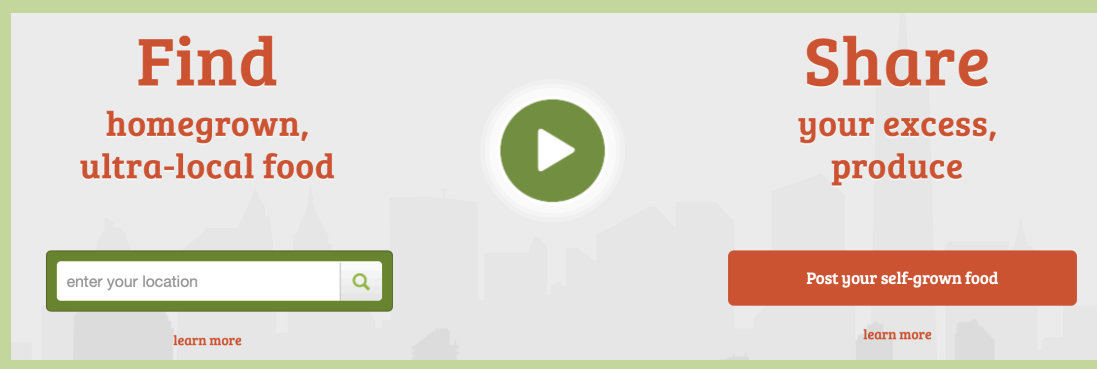 Find
homegrown,
ultra-local food
enter your location
learn more
Share
your excess,
produce
Post your self-grown food
learn more